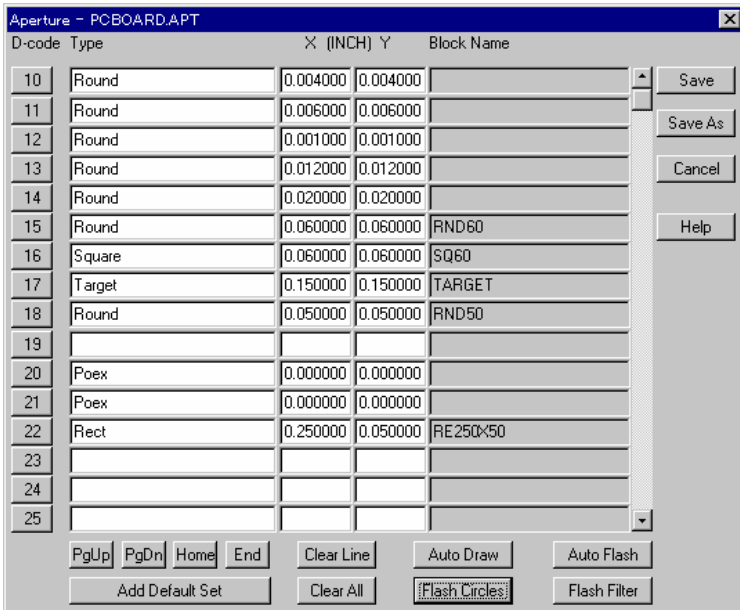 Aperture - PCBOARD.APT
D-code Type X (INCH) Y Block Name
10 Round 0.004000 0.004000
11 Round 0.006000 0.006000
12 Round 0.001000 0.001000
13 Round 0.012000 0.012000
14 Round 0.020000 0.020000
15 Round 0.060000 0.060000 RND60
16 Square 0.060000 0.060000 SQ60
17 Target 0.150000 0.150000 TARGET
18 Round 0.050000 0.050000 RND50
19
20 Poex 0.000000 0.000000
21 Poex 0.000000 0.000000
22 Rect 0.250000 0.050000 RE250X50
23
24
25
Save
Save As
Cancel
Help
PgUp PgDn Home End Clear Line Auto Draw Auto Flash
Add Default Set Clear All Flash Circles Flash Filter